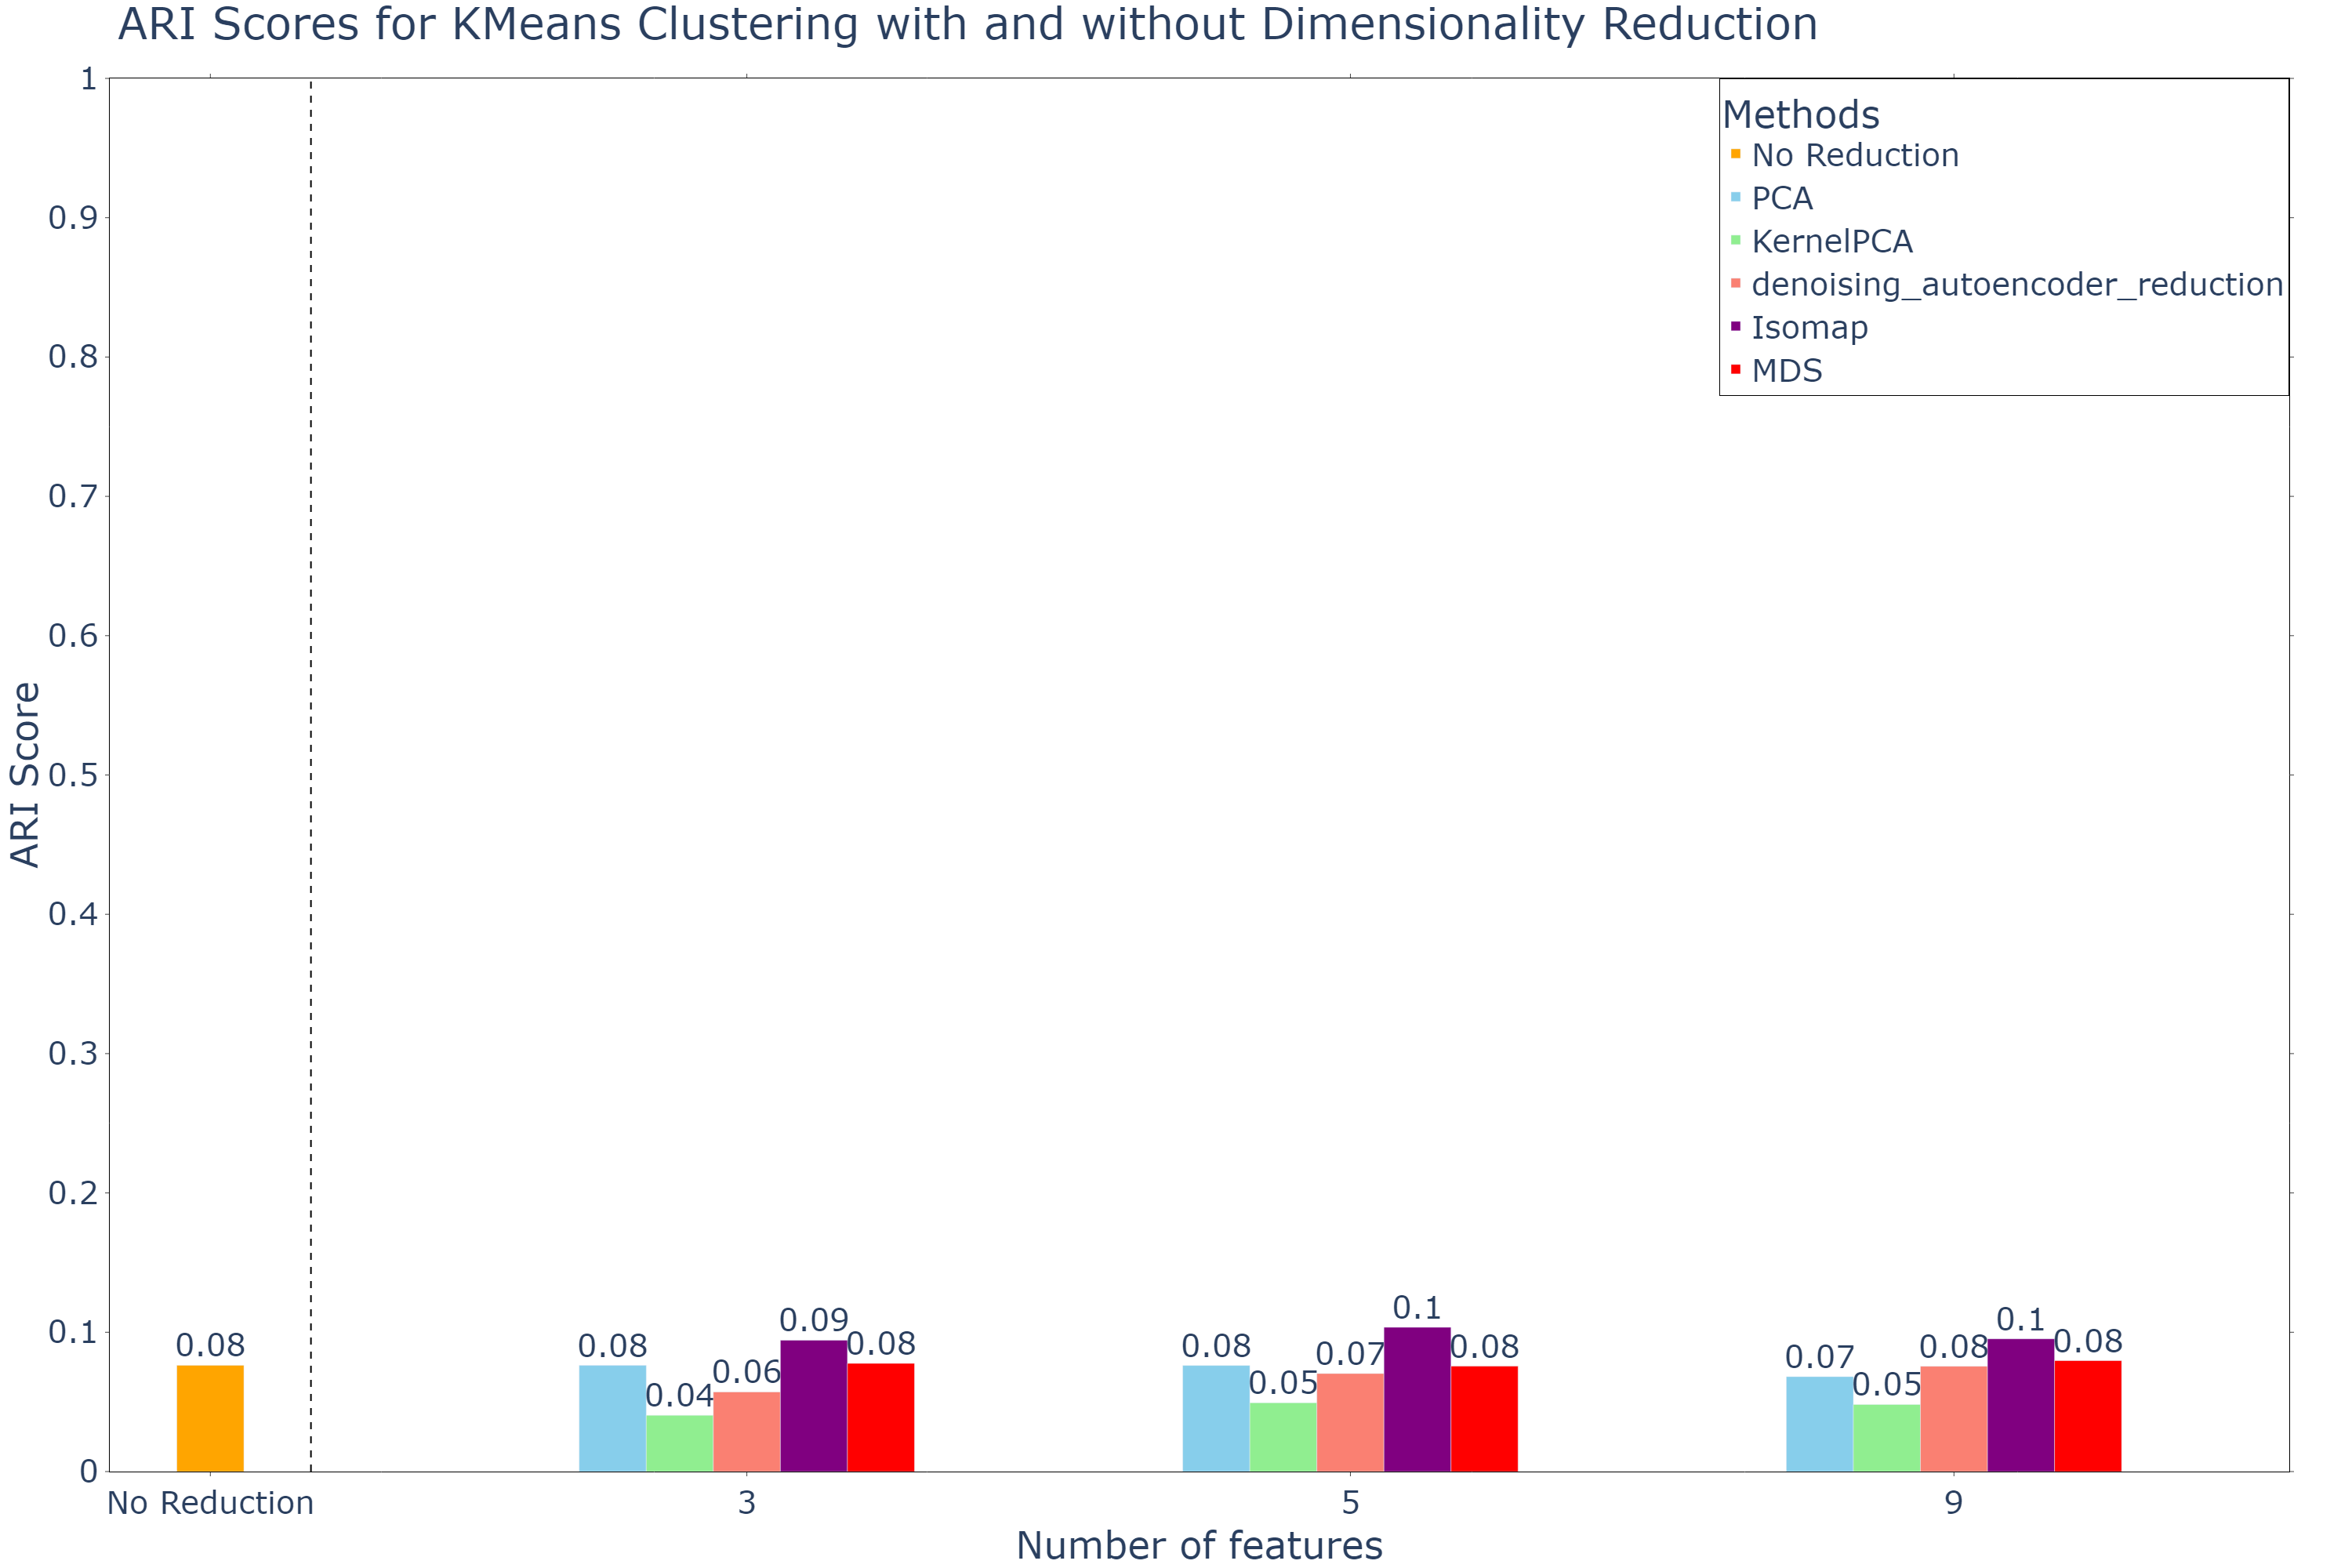 ARI Scores for KMeans Clustering with and without Dimensionality Reduction
Methods
No Reduction
PCA
KernelPCA
denoising_autoencoder_reduction
Isomap
MDS
ARI Score
1
0.9
0.8
0.7
0.6
0.5
0.4
0.3
0.2
0.1
0
0.08
0.08
0.04
0.06
0.09
0.08
0.08
0.05
0.07
0.1
0.08
0.07
0.05
0.08
0.1
0.08
No Reduction
3
5
9
Number of features